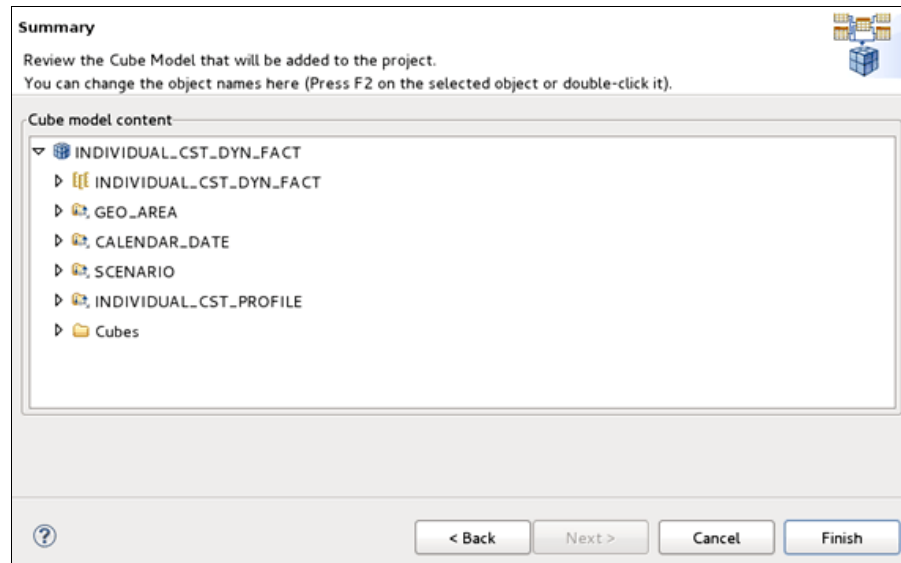 Summary
Review the Cube Model that will be added to the project.
You can change the object names here (Press F2 on the selected object or double-click it).
Cube model content
INDIVIDUAL_CST_DYN_FACT
INDIVIDUAL_CST_DYN_FACT
GEO_AREA
CALENDAR_DATE
SCENARIO
INDIVIDUAL_CST_PROFILE
Cubes
? < Back Next > Cancel Finish